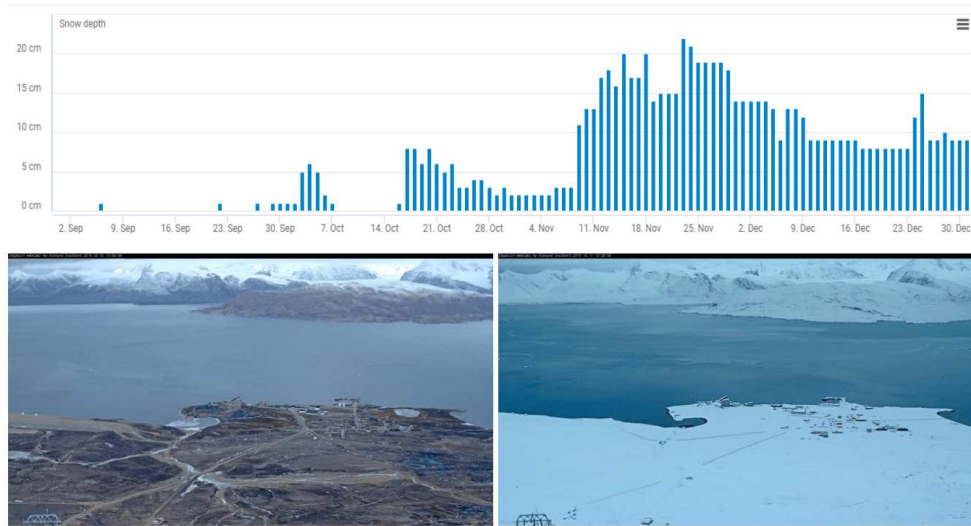 Snow depth
20 cm
15 cm
10 cm
5 cm
0 cm
2. Sep 9. Sep 16. Sep 23. Sep 30. Sep 7. Oct 14. Oct 21. Oct 28. Oct 4. Nov 11. Nov 18. Nov 25. Nov 2. Dec 9. Dec 16. Dec 23. Dec 30. Dec